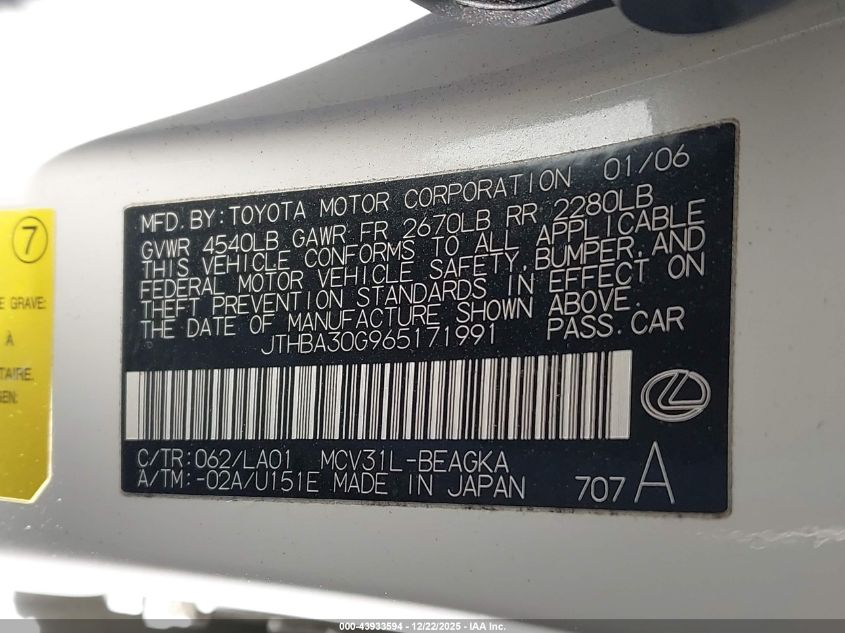 7
E GRAVE:
À
TAIRE.
EN:
MFD. BY: TOYOTA MOTOR CORPORATION 01/06
GVWR 4540LB GAWR FR 2670LB RR 2280LB
THIS VEHICLE CONFORMS TO ALL APPLICABLE
FEDERAL MOTOR VEHICLE SAFETY, BUMPER, AND
THEFT PREVENTION STANDARDS IN EFFECT ON
THE DATE OF MANUFACTURE SHOWN ABOVE.
JTHBA30G965171991 PASS. CAR
C/TR: 062/LA01 MCV31L-BEAGKA
A/TM: -02A/U151E MADE IN JAPAN 707 A
000-43933594 - 12/22/2025 - IAA Inc.